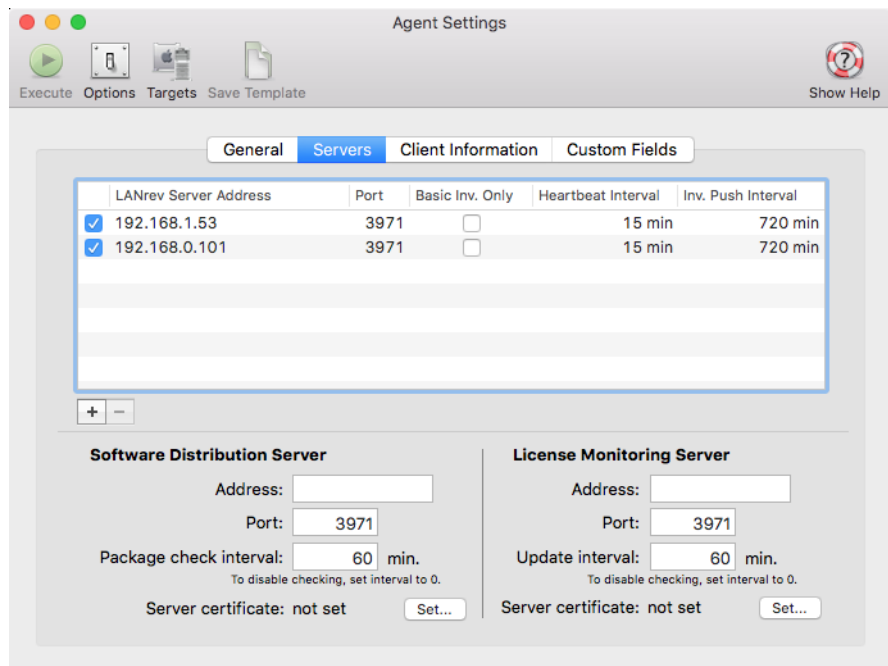 Agent Settings
Execute Options Targets Save Template Show Help
General Servers Client Information Custom Fields
LANrev Server Address Port Basic Inv. Only Heartbeat Interval Inv. Push Interval
192.168.1.53 3971 15 min 720 min
192.168.0.101 3971 15 min 720 min
+ −
Software Distribution Server
Address:
Port: 3971
Package check interval: 60 min.
To disable checking, set interval to 0.
Server certificate: not set Set...
License Monitoring Server
Address:
Port: 3971
Update interval: 60 min.
To disable checking, set interval to 0.
Server certificate: not set Set...